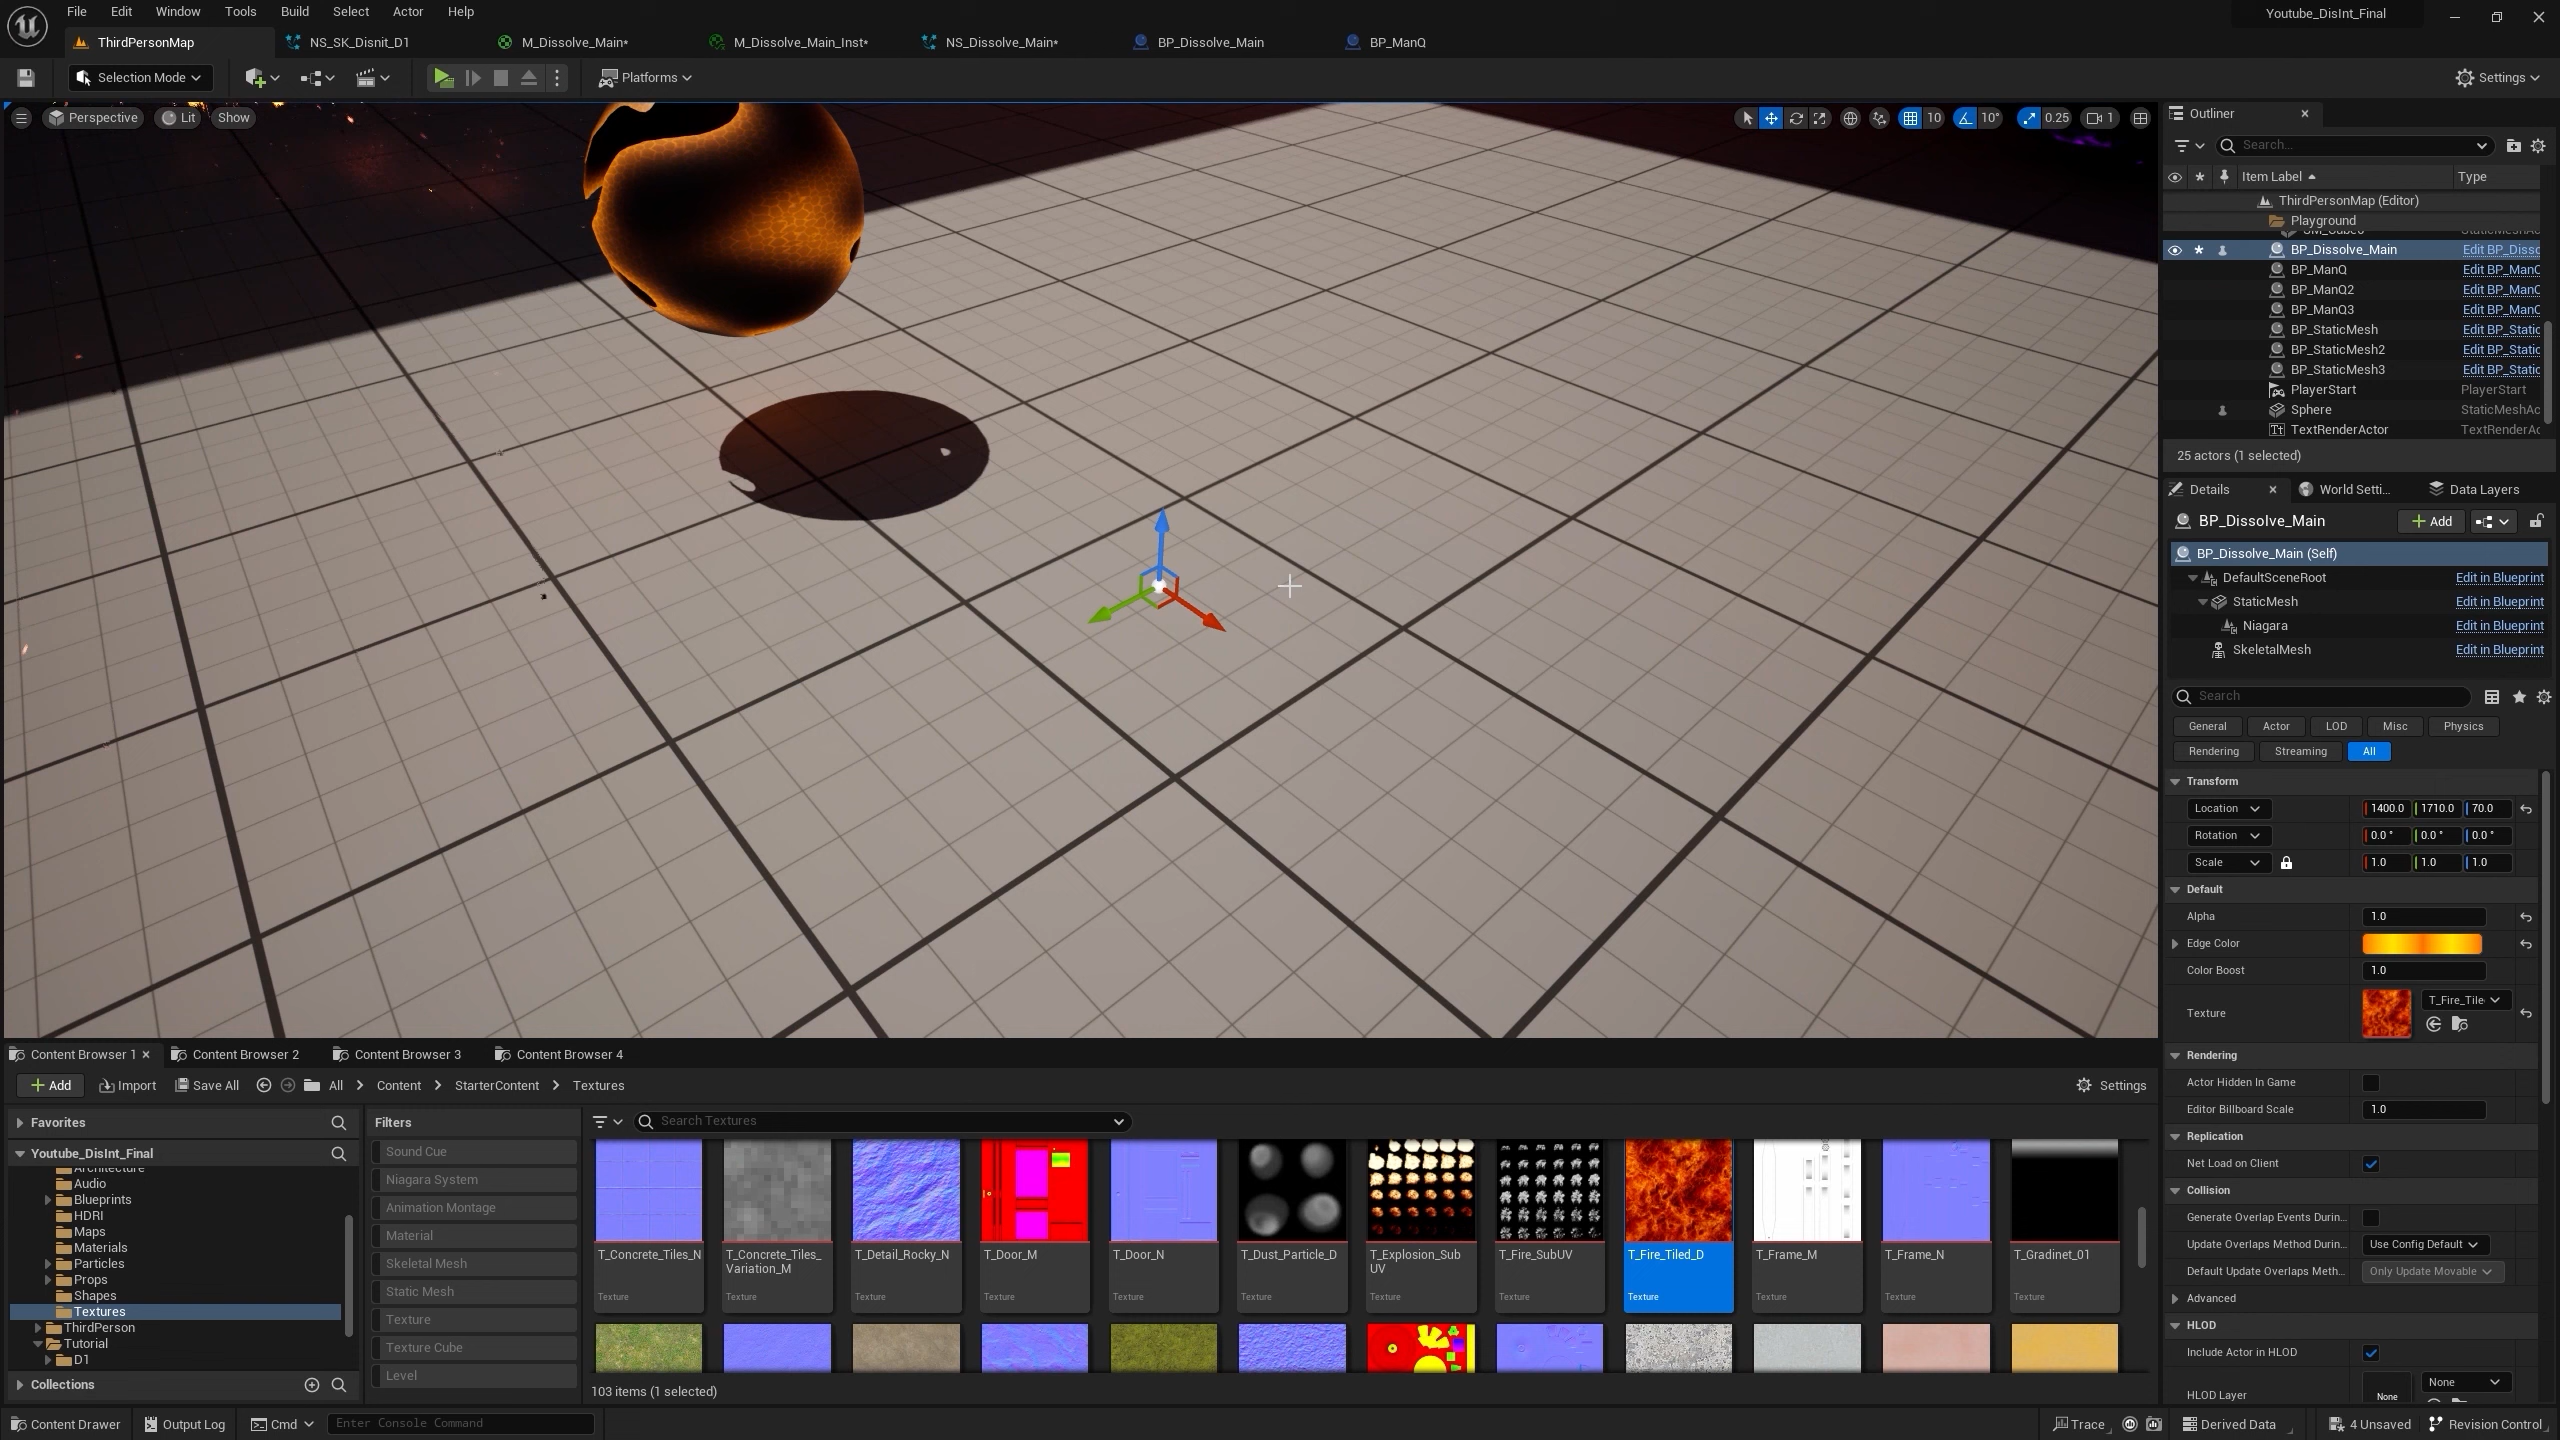 File Edit Window Tools Build Select Actor Help
Youtube_DisInt_Final
ThirdPersonMap
NS_SK_Disnit_D1
M_Dissolve_Main*
M_Dissolve_Main_Inst*
NS_Dissolve_Main*
BP_Dissolve_Main
BP_ManQ
Selection Mode
Platforms
Settings
Perspective
Lit
Show
10
10°
0.25
1
Outliner
Search...
Item Label
Type
ThirdPersonMap (Editor)
Playground
BP_Dissolve_Main Edit BP_Disso
BP_ManQ Edit BP_ManQ
BP_ManQ2 Edit BP_ManQ
BP_ManQ3 Edit BP_ManQ
BP_StaticMesh Edit BP_Static
BP_StaticMesh2 Edit BP_Static
BP_StaticMesh3 Edit BP_Static
PlayerStart PlayerStart
Sphere StaticMeshAc
TextRenderActor TextRenderAc
25 actors (1 selected)
Details
World Setti...
Data Layers
BP_Dissolve_Main
Add
BP_Dissolve_Main (Self)
DefaultSceneRoot Edit in Blueprint
StaticMesh Edit in Blueprint
Niagara Edit in Blueprint
SkeletalMesh Edit in Blueprint
Search
General Actor LOD Misc Physics
Rendering Streaming All
Transform
Location 1400.0 1710.0 70.0
Rotation 0.0° 0.0° 0.0°
Scale 1.0 1.0 1.0
Default
Alpha 1.0
Edge Color
Color Boost 1.0
Texture T_Fire_Tile
Rendering
Actor Hidden In Game
Editor Billboard Scale 1.0
Replication
Net Load on Client
Collision
Generate Overlap Events Durin...
Update Overlaps Method Durin... Use Config Default
Default Update Overlaps Meth... Only Update Movable
Advanced
HLOD
Include Actor in HLOD
HLOD Layer None None
Content Browser 1
Content Browser 2
Content Browser 3
Content Browser 4
Add
Import
Save All
All
Content
StarterContent
Textures
Settings
Favorites
Youtube_DisInt_Final
Architecture
Audio
Blueprints
HDRI
Maps
Materials
Particles
Props
Shapes
Textures
ThirdPerson
Tutorial
D1
Collections
Filters
Sound Cue
Niagara System
Animation Montage
Material
Skeletal Mesh
Static Mesh
Texture
Texture Cube
Level
Search Textures
T_Concrete_Tiles_N
Texture
T_Concrete_Tiles_
Variation_M
Texture
T_Detail_Rocky_N
Texture
T_Door_M
Texture
T_Door_N
Texture
T_Dust_Particle_D
Texture
T_Explosion_Sub
UV
Texture
T_Fire_SubUV
Texture
T_Fire_Tiled_D
Texture
T_Frame_M
Texture
T_Frame_N
Texture
T_Gradinet_01
Texture
103 items (1 selected)
Content Drawer
Output Log
Cmd
Enter Console Command
Trace
Derived Data
4 Unsaved
Revision Control